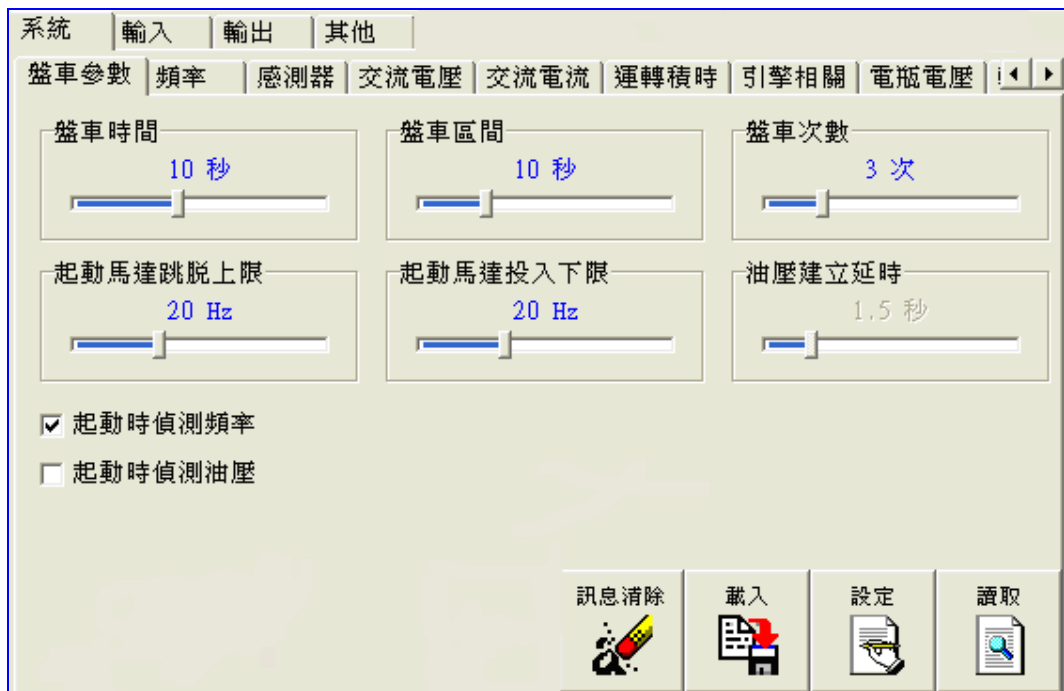 系統 輸入 輸出 其他
盤車參數 頻率 感測器 交流電壓 交流電流 運轉積時 引擎相關 電瓶電壓
盤車時間 盤車區間 盤車次數
10 秒 10 秒 3 次
起動馬達跳脫上限 起動馬達投入下限 油壓建立延時
20 Hz 20 Hz 1.5 秒
起動時偵測頻率
起動時偵測油壓
訊息清除 載入 設定 讀取